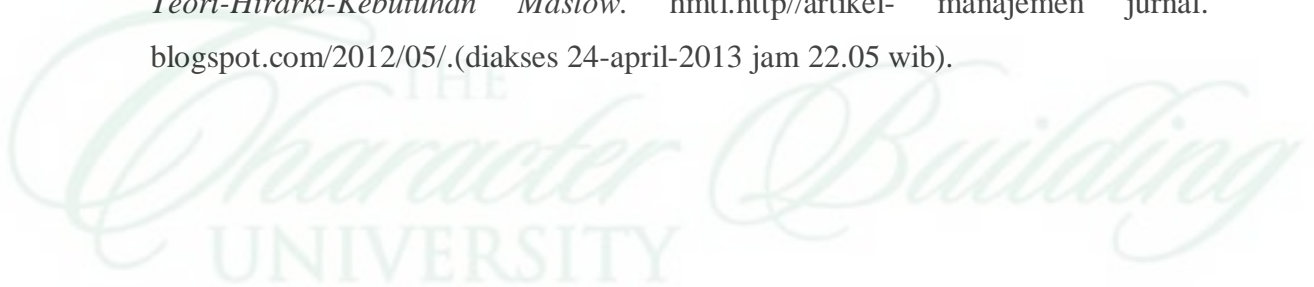 Teori-Hirarki-Kebutuhan Maslow. hmtl.http//artikel- manajemen jurnal.
blogspot.com/2012/05/.(diakses 24-april-2013 jam 22.05 wib).
THE
Character Building
UNIVERSITY